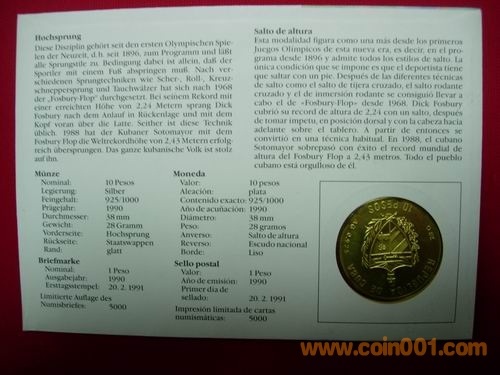 Hochsprung
Diese Disziplin gehört seit den ersten Olympischen Spie-
len der Neuzeit, d.h. seit 1896, zum Programm und läßt
alle Sprungstile zu. Bedingung dabei ist allein, daß der
Sportler mit einem Fuß abspringen muß. Nach ver-
schiedenen Sprungtechniken wie Scher-, Roll-, Kreuz-
schnepperspruug und Tauchwälzer hat sich nach 1968
der „Fosbury-Flop“ durchgesetzt. Bei seinem Rekord mit
einer erreichten Höhe von 2,24 Metern sprang Dick
Fosbury nach dem Anlauf in Rückenlage und mit dem
Kopf voran über die Latte. Seither ist diese Technik
üblich. 1988 hat der Kubaner Sotomayor mit dem
Fosbury Flop die Weltrekordhöhe von 2,43 Metern erfolg-
reich übersprungen. Das ganze kubanische Volk ist stolz
auf ihn.
Münze
Nominal: 10 Pesos
Legierung: Silber
Feingehalt: 925/1000
Prägejahr: 1990
Durchmesser: 38 mm
Gewicht: 28 Gramm
Vorderseite: Hochsprung
Rückseite: Staatswappen
Rand: glatt
Briefmarke
Nominal: 1 Peso
Ausgabejahr: 1990
Erstagsstempel: 20. 2. 1991
Limitierte Auflage des
Numisbriefes: 5000
Salto de altura
Esta modalidad figura como una más desde los primeros
Juegos Olímpicos de esta nueva era, es decir, en el pro-
grama desde 1896 y admite todos los estilos de salto. La
única condición que se impone es que el deportista tiene
que saltar con un pie. Después de las diferentes técnicas
de salto como el salto de tijera cruzado, el salto rodado
cruzado y el de inmersión rodante se consiguió llevar a
cabo el de «Fosbury-Flop» desde 1968. Dick Fosbury
cubrió su record de altura de 2,24 con un salto, después
de tomar impetu, en posición dorsal y con la cabeza hacia
adelante sobre el tablero. A partir de entonces se
convirtió en una técnica habitual. En 1988, el cubano
Sotomayor sobrepasó con éxito el record mundial de
altura del Fosbury Flop a 2,43 metros. Todo el pueblo
cubano está orgulloso de él.
Moneda
Valor: 10 pesos
Aleación: plata
Contenido exacto: 925/1000
Año de acuñación: 1990
Diámetro: 38 mm
Peso: 28 gramos
Anverso: Salto de altura
Reverso: Escudo nacional
Borde: Liso
Sello postal
Valor: 1 Peso
Año de emisión: 1990
Primer día de
sellado: 20. 2. 1991
Impresión limitada de cartas
numismáticas: 5000
10 PESOS
REPUBLICA DE CUBA
www.coin001.com